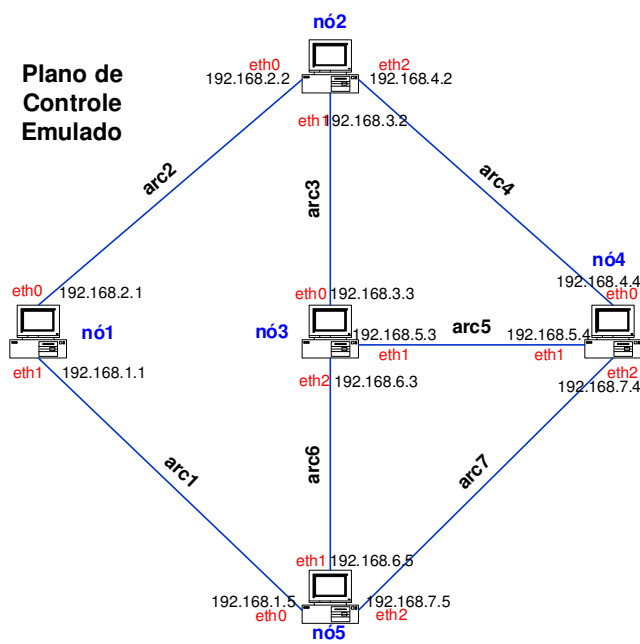 nó2
eth0
eth2
192.168.2.2
192.168.4.2
Plano de
Controle
Emulado
eth1
192.168.3.2
arc2
arc3
arc4
nó4
192.168.4.4
eth0
eth0
192.168.2.1
eth0
192.168.3.3
nó1
nó3
192.168.5.3
arc5
192.168.5.4
eth1
eth1
eth1
192.168.1.1
eth2
192.168.6.3
eth2
192.168.7.4
arc1
arc6
arc7
eth1
192.168.6.5
192.168.1.5
192.168.7.5
eth0
eth2
nó5